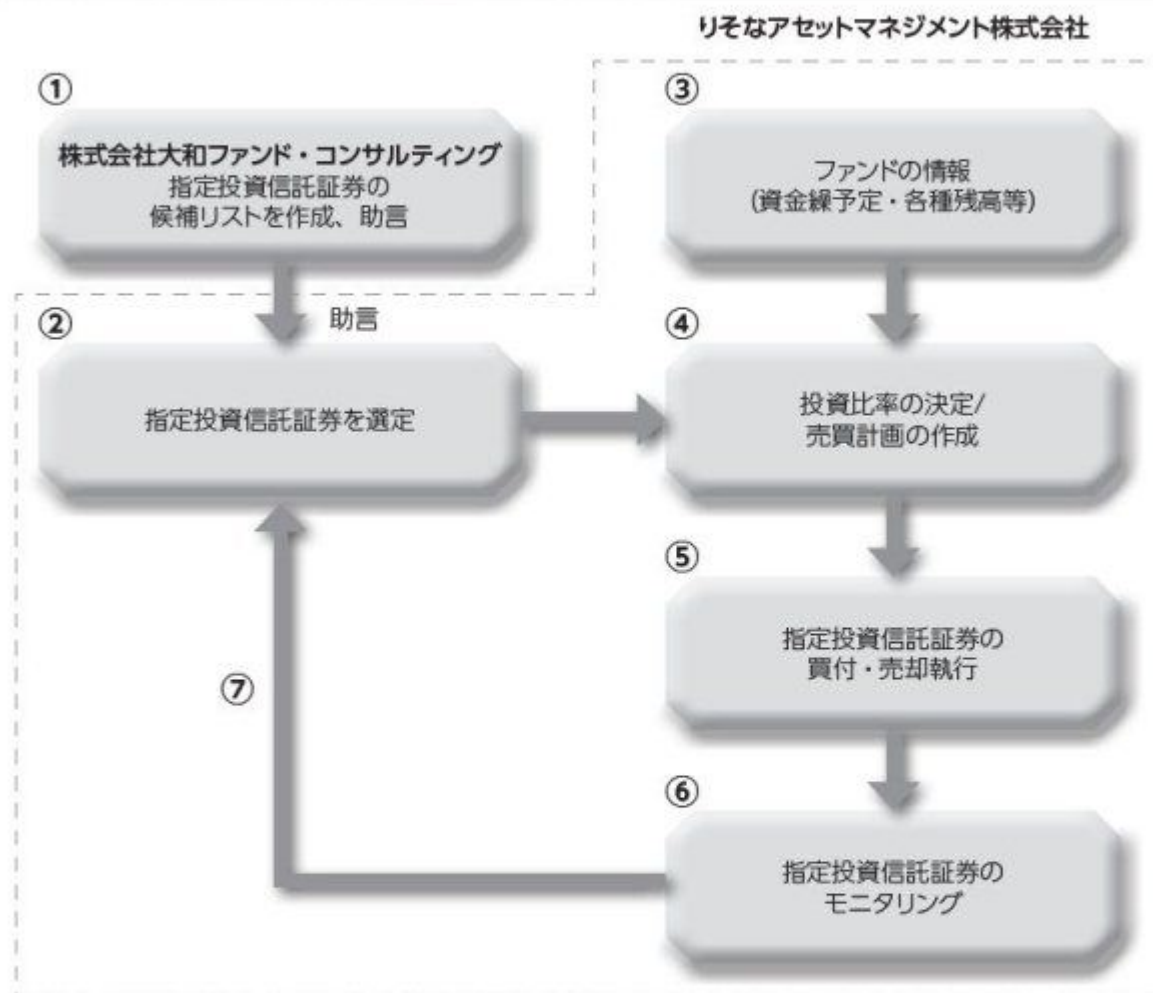 りそなアセットマネジメント株式会社
①
株式会社大和ファンド・コンサルティング
指定投資信託証券の
候補リストを作成、助言
③
ファンドの情報
(資金繰予定・各種残高等)
助言
②
指定投資信託証券を選定
④
投資比率の決定/
売買計画の作成
⑤
指定投資信託証券の
買付・売却執行
⑥
指定投資信託証券の
モニタリング
⑦